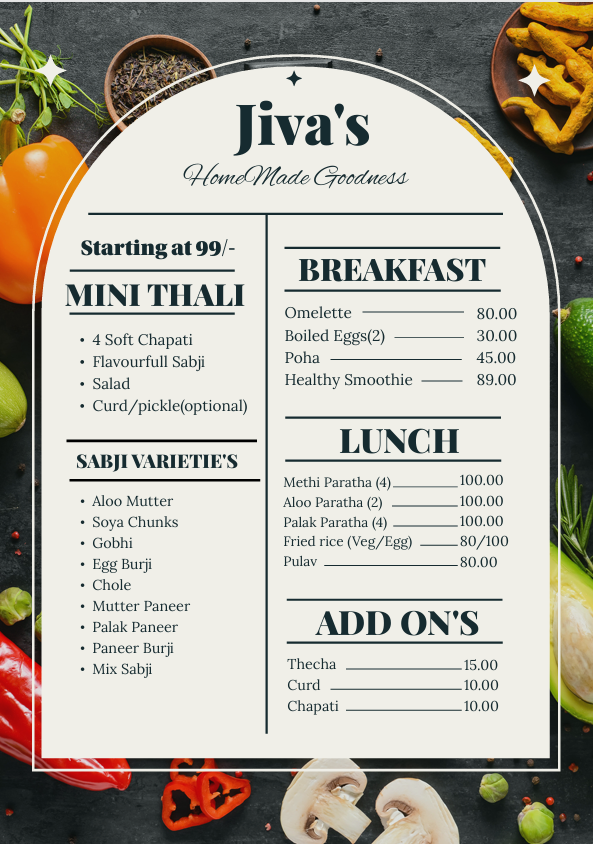 Jiva's
HomeMade Goodness
Starting at 99/-
MINI THALI
• 4 Soft Chapati
• Flavourfull Sabji
• Salad
• Curd/pickle(optional)
SABJI VARIETIE'S
• Aloo Mutter
• Soya Chunks
• Gobhi
• Egg Burji
• Chole
• Mutter Paneer
• Palak Paneer
• Paneer Burji
• Mix Sabji
BREAKFAST
Omelette 80.00
Boiled Eggs(2) 30.00
Poha 45.00
Healthy Smoothie 89.00
LUNCH
Methi Paratha (4) 100.00
Aloo Paratha (2) 100.00
Palak Paratha (4) 100.00
Fried rice (Veg/Egg) 80/100
Pulav 80.00
ADD ON'S
Thecha 15.00
Curd 10.00
Chapati 10.00